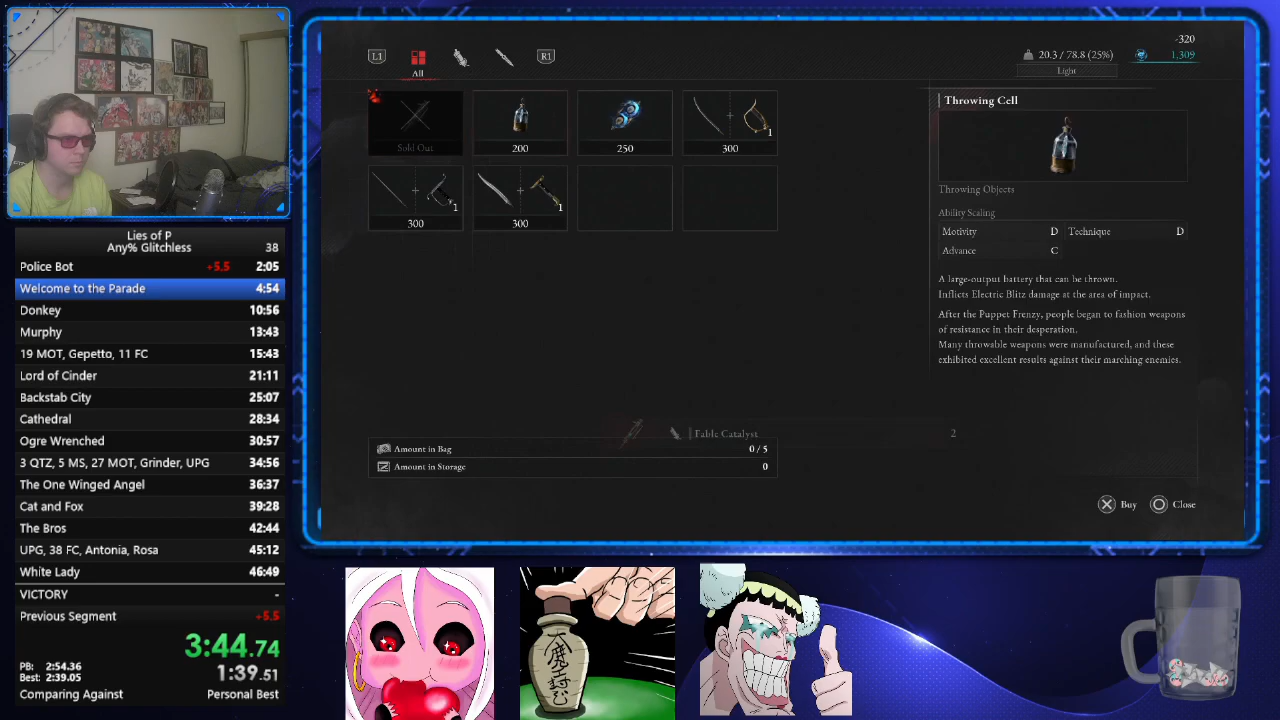 Lies of P
Any% Glitchless 38
Police Bot +5.5 2:05
Welcome to the Parade 4:54
Donkey 10:56
Murphy 13:43
19 MOT, Gepetto, 11 FC 15:43
Lord of Cinder 21:11
Backstab City 25:07
Cathedral 28:34
Ogre Wrenched 30:57
3 QTZ, 5 MS, 27 MOT, Grinder, UPG 34:56
The One Winged Angel 36:37
Cat and Fox 39:28
The Bros 42:44
UPG, 38 FC, Antonia, Rosa 45:12
White Lady 46:49
VICTORY -
Previous Segment +5.5
3:44.74
PB: 2:54.36
Best: 2:39.05
1:39.51
Comparing Against Personal Best
L1
R1
All
-320
20.3 / 78.8 (25%)
1,309
Light
Sold Out
200
250
1
300
1
300
1
300
Throwing Cell
Throwing Objects
Ability Scaling
Motivity D Technique D
Advance C
A large-output battery that can be thrown.
Inflicts Electric Blitz damage at the area of impact.
After the Puppet Frenzy, people began to fashion weapons
of resistance in their desperation.
Many throwable weapons were manufactured, and these
exhibited excellent results against their marching enemies.
Fable Catalyst 2
Amount in Bag 0 / 5
Amount in Storage 0
Buy Close
魔封じ